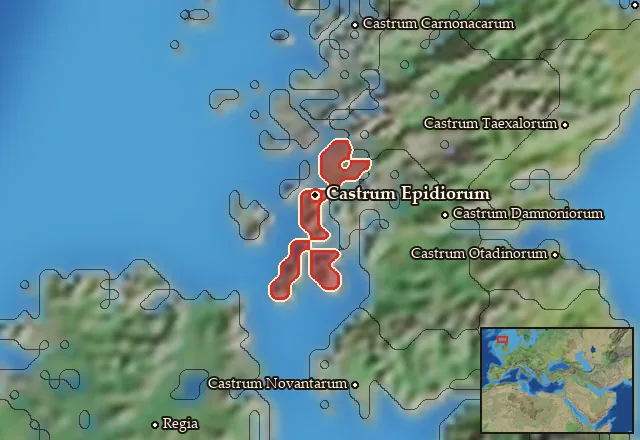 Castrum Carnonacarum
Castrum Taexalorum
Castrum Epidiorum
Castrum Damnoniorum
Castrum Otadinorum
Castrum Novantarum
Regia